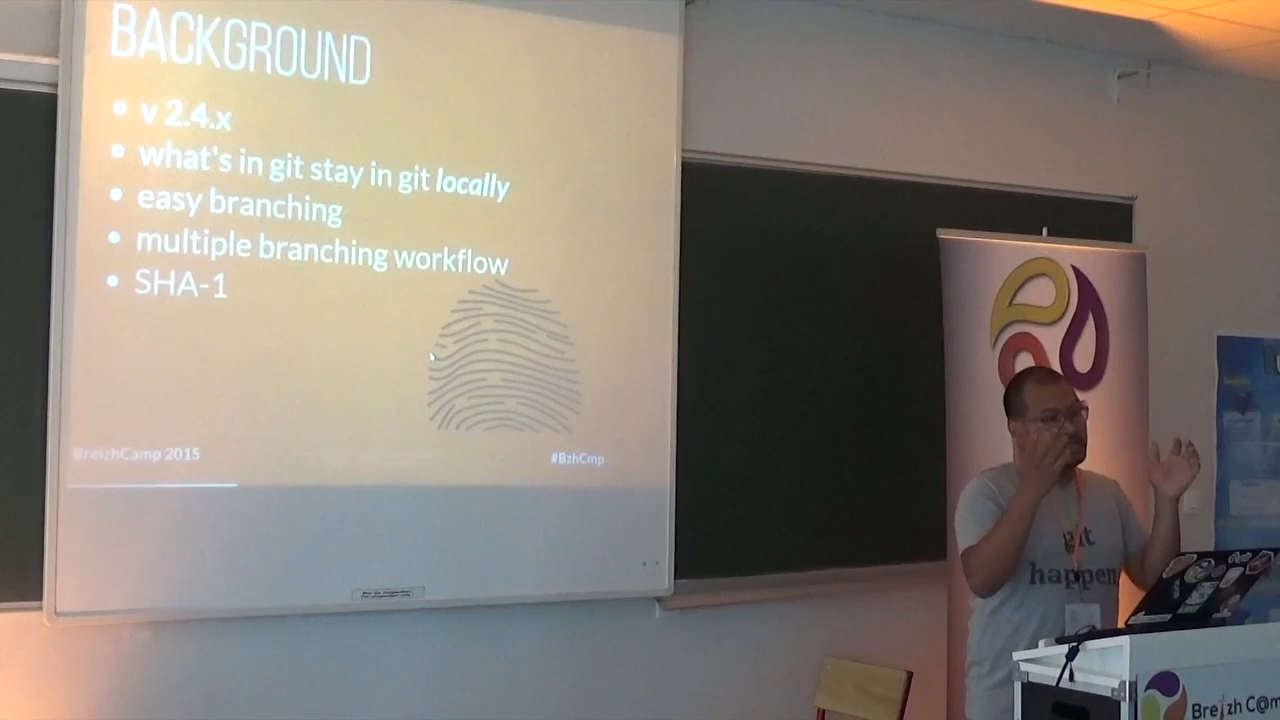 BACKGROUND
• v 2.4.x
• what's in git stay in git locally
• easy branching
• multiple branching workflow
• SHA-1
BreizhCamp 2015
#BzhCmp
git
happen
Breizh C@m